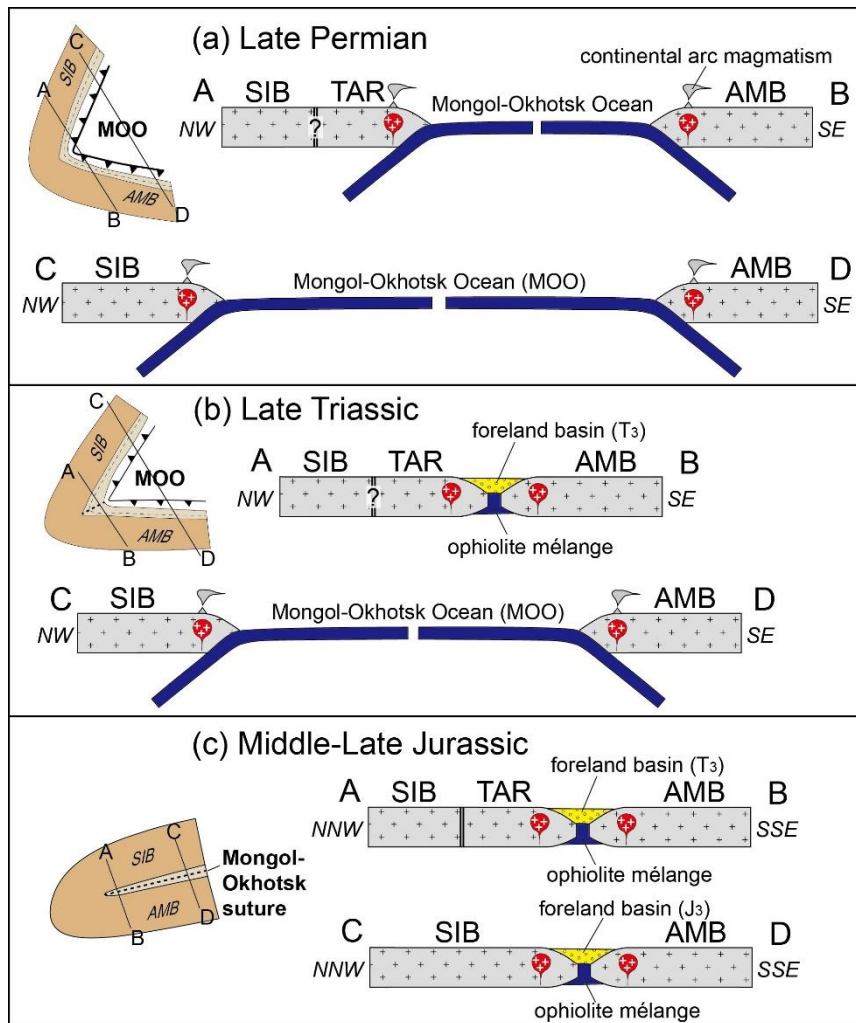 (a) Late Permian
continental arc magmatism
C
A
SIB
MOO
AMB
B
D
A
SIB
TAR
Mongol-Okhotsk Ocean
AMB
B
NW
?
SE
C
SIB
Mongol-Okhotsk Ocean (MOO)
AMB
D
NW
SE
(b) Late Triassic
C
A
SIB
MOO
AMB
B
D
foreland basin (T3)
A
SIB
TAR
AMB
B
NW
?
SE
ophiolite mélange
C
SIB
Mongol-Okhotsk Ocean (MOO)
AMB
D
NW
SE
(c) Middle-Late Jurassic
C
A
SIB
AMB
B
D
Mongol-
Okhotsk
suture
foreland basin (T3)
A
SIB
TAR
AMB
B
NNW
SSE
ophiolite mélange
foreland basin (J3)
C
SIB
AMB
D
NNW
SSE
ophiolite mélange